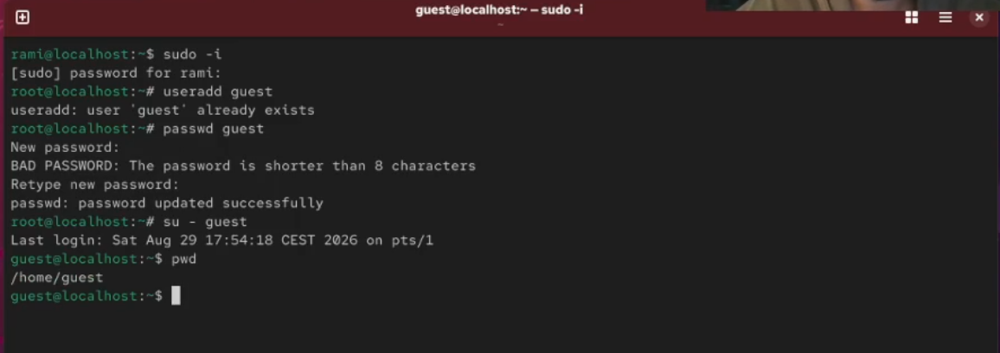 guest@localhost:~ — sudo -i
~
rami@localhost:~$ sudo -i
[sudo] password for rami:
root@localhost:~# useradd guest
useradd: user 'guest' already exists
root@localhost:~# passwd guest
New password:
BAD PASSWORD: The password is shorter than 8 characters
Retype new password:
passwd: password updated successfully
root@localhost:~# su - guest
Last login: Sat Aug 29 17:54:18 CEST 2026 on pts/1
guest@localhost:~$ pwd
/home/guest
guest@localhost:~$